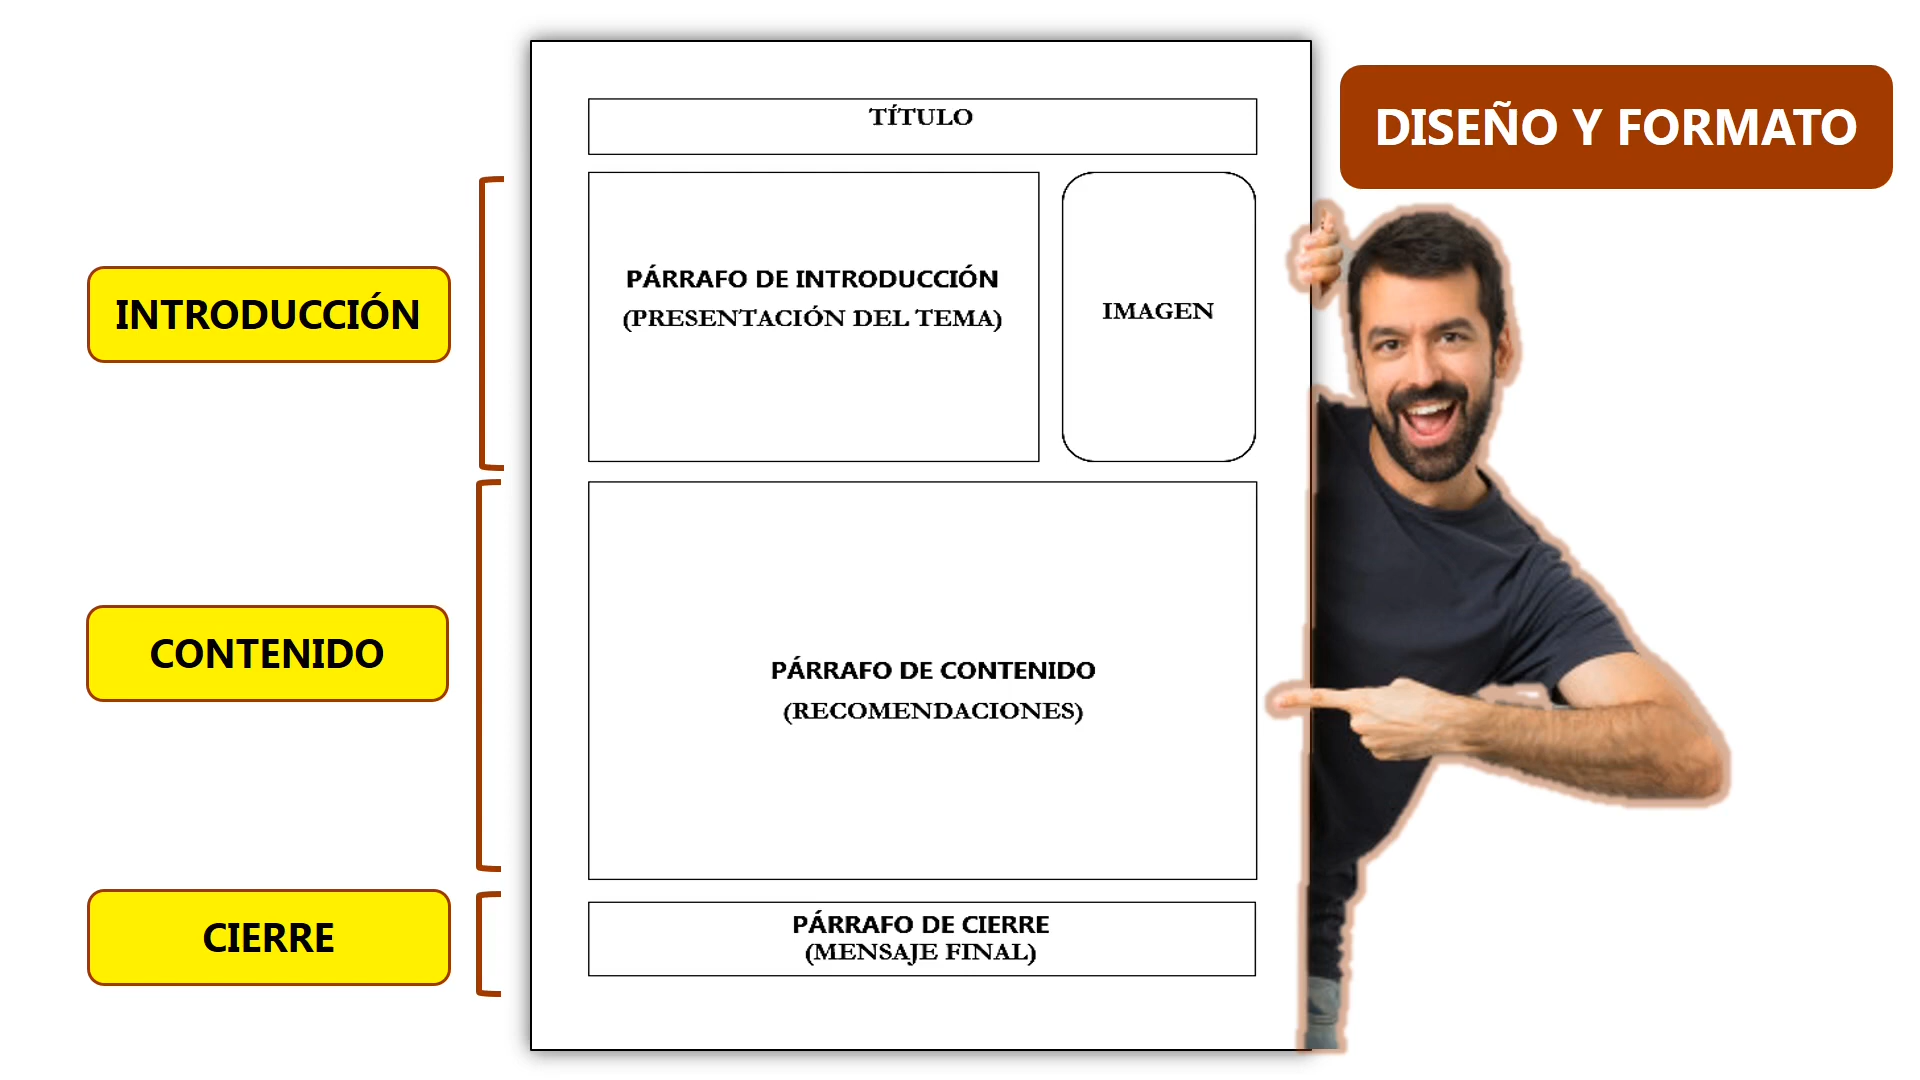 DISEÑO Y FORMATO
TÍTULO
INTRODUCCIÓN
PÁRRAFO DE INTRODUCCIÓN
(PRESENTACIÓN DEL TEMA)
IMAGEN
CONTENIDO
PÁRRAFO DE CONTENIDO
(RECOMENDACIONES)
CIERRE
PÁRRAFO DE CIERRE
(MENSAJE FINAL)